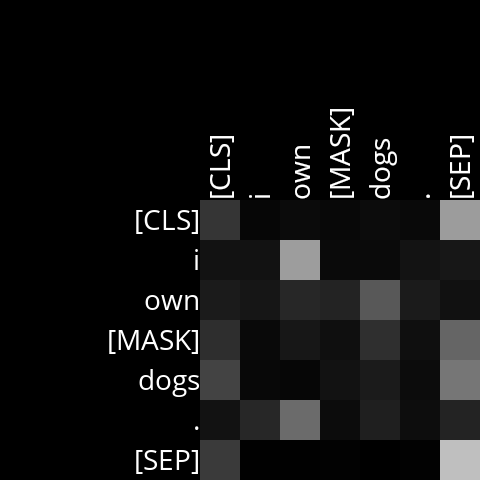 [CLS] i own [MASK] dogs . [SEP]
[CLS]
i
own
[MASK]
dogs
.
[SEP]